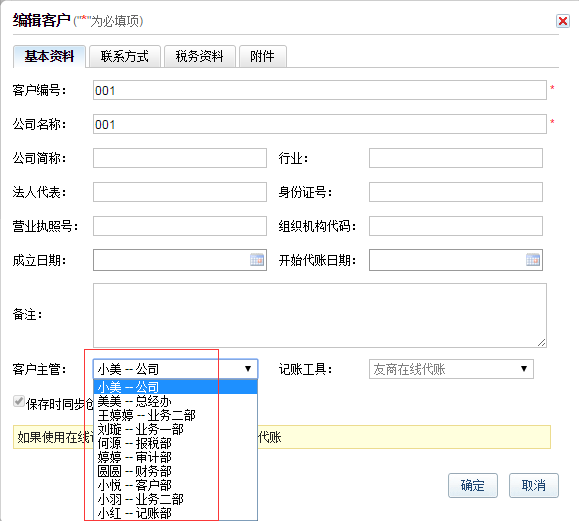 编辑客户 ("*"为必填项)
基本资料 联系方式 税务资料 附件
客户编号: 001 *
公司名称: 001 *
公司简称: 行业:
法人代表: 身份证号:
营业执照号: 组织机构代码:
成立日期: 开始代账日期:
备注:
客户主管: 小美 -- 公司 记账工具: 友商在线代账
小美 -- 公司
保存时同步创 美美 -- 总经办
王婷婷 -- 业务二部
刘璇 -- 业务一部
如果使用在线 何源 -- 报税部 代账
婷婷 -- 审计部
圆圆 -- 财务部
小悦 -- 客户部
小羽 -- 业务二部
小红 -- 记账部
确定 取消